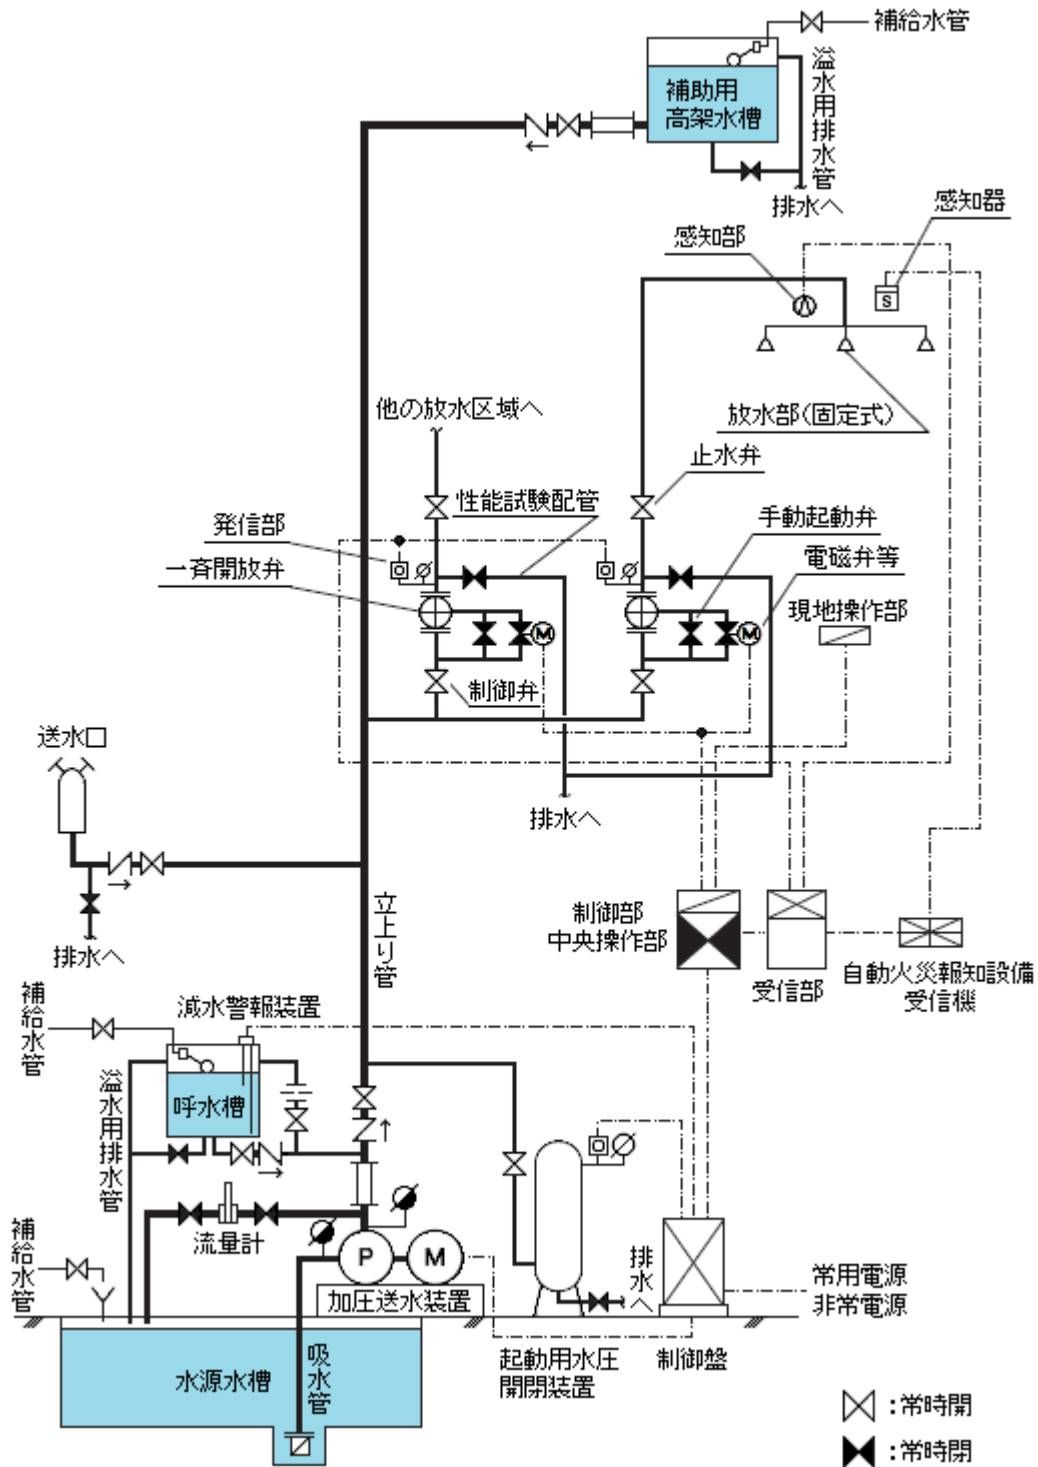 補給水管
補助用
高架水槽
溢水用排水管
排水へ
感知器
感知部
S
放水部(固定式)
他の放水区域へ
止水弁
性能試験配管
手動起動弁
発信部
電磁弁等
一斉開放弁
現地操作部
M
M
制御弁
送水口
排水へ
立上り管
制御部
中央操作部
受信部
自動火災報知設備
受信機
排水へ
補給水管
減水警報装置
呼水槽
溢水用排水管
流量計
補給水管
P
M
加圧送水装置
排水へ
常用電源
非常電源
水源水槽
吸水管
起動用水圧
開閉装置
制御盤
:常時開
:常時閉